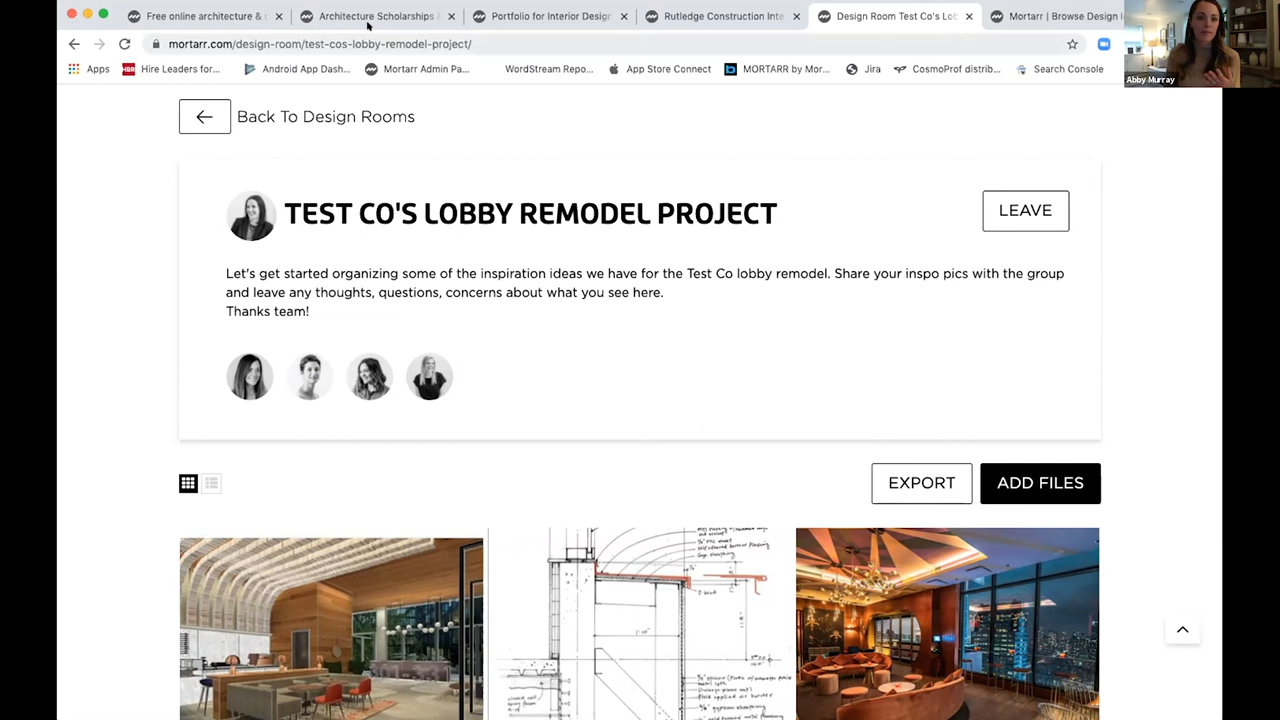 Free online architecture &
Architecture Scholarships
Portfolio for Interior Design
Rutledge Construction Inte
Design Room Test Co's Lob
Mortarr | Browse Design
mortarr.com/design-room/test-cos-lobby-remodel-project/
Apps
HBR Hire Leaders for...
Android App Dash...
Mortarr Admin Pa...
WordStream Repo...
App Store Connect
MORTARR by Mor...
Jira
CosmoProf distrib...
Search Console
Abby Murray
Back To Design Rooms
TEST CO'S LOBBY REMODEL PROJECT
LEAVE
Let's get started organizing some of the inspiration ideas we have for the Test Co lobby remodel. Share your inspo pics with the group
and leave any thoughts, questions, concerns about what you see here.
Thanks team!
EXPORT
ADD FILES